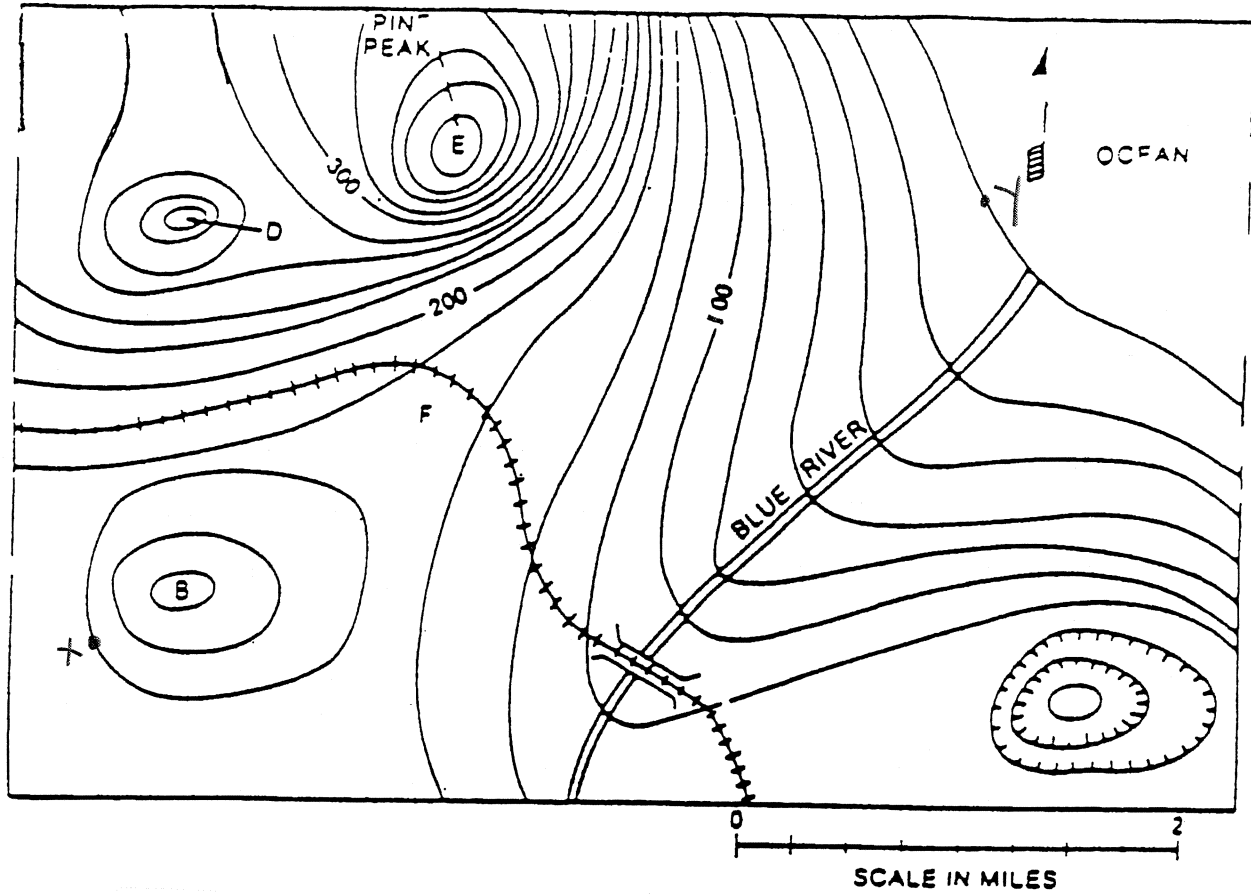 PIN
PEAK
E
OCEAN
Y
300
D
200
100
F
BLUE RIVER
B
X
0
2
SCALE IN MILES